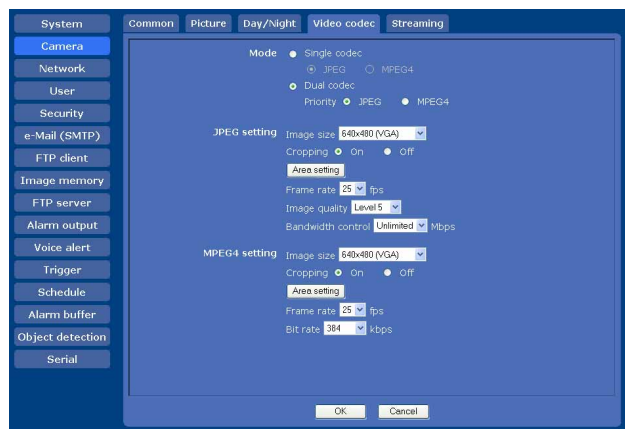 System
Camera
Network
User
Security
e-Mail (SMTP)
FTP client
Image memory
FTP server
Alarm output
Voice alert
Trigger
Schedule
Alarm buffer
Object detection
Serial
Common Picture Day/Night Video codec Streaming
Mode Single codec
JPEG MPEG4
Dual codec
Priority JPEG MPEG4
JPEG setting Image size 640x480 (VGA)
Cropping On Off
Area setting
Frame rate 25 fps
Image quality Level 5
Bandwidth control Unlimited Mbps
MPEG4 setting Image size 640x480 (VGA)
Cropping On Off
Area setting
Frame rate 25 fps
Bit rate 384 kbps
OK Cancel